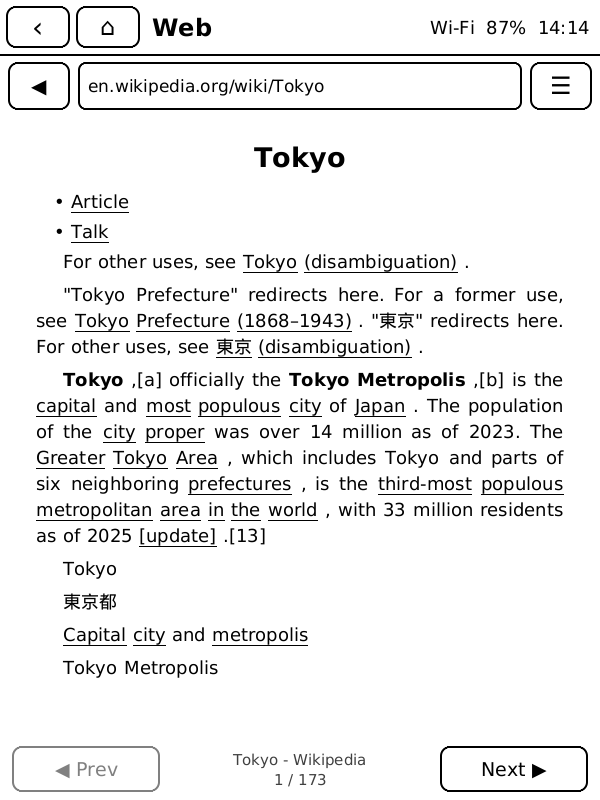 ‹ ⌂ Web Wi-Fi 87% 14:14
◀ en.wikipedia.org/wiki/Tokyo ☰
Tokyo
• Article
• Talk
For other uses, see Tokyo (disambiguation) .
"Tokyo Prefecture" redirects here. For a former use,
see Tokyo Prefecture (1868–1943) . "東京" redirects here.
For other uses, see 東京 (disambiguation) .
Tokyo ,[a] officially the Tokyo Metropolis ,[b] is the
capital and most populous city of Japan . The population
of the city proper was over 14 million as of 2023. The
Greater Tokyo Area , which includes Tokyo and parts of
six neighboring prefectures , is the third-most populous
metropolitan area in the world , with 33 million residents
as of 2025 [update] .[13]
Tokyo
東京都
Capital city and metropolis
Tokyo Metropolis
◀ Prev
Tokyo - Wikipedia
1 / 173
Next ▶